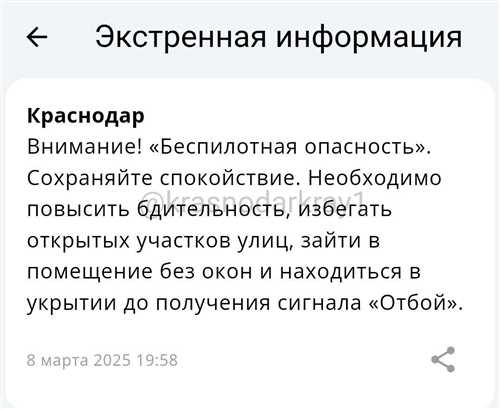 Экстренная информация
Краснодар
Внимание! «Беспилотная опасность».
Сохраняйте спокойствие. Необходимо
повысить бдительность, избегать
открытых участков улиц, зайти в
помещение без окон и находиться в
укрытии до получения сигнала «Отбой».
@krasnodarkray1
8 марта 2025 19:58